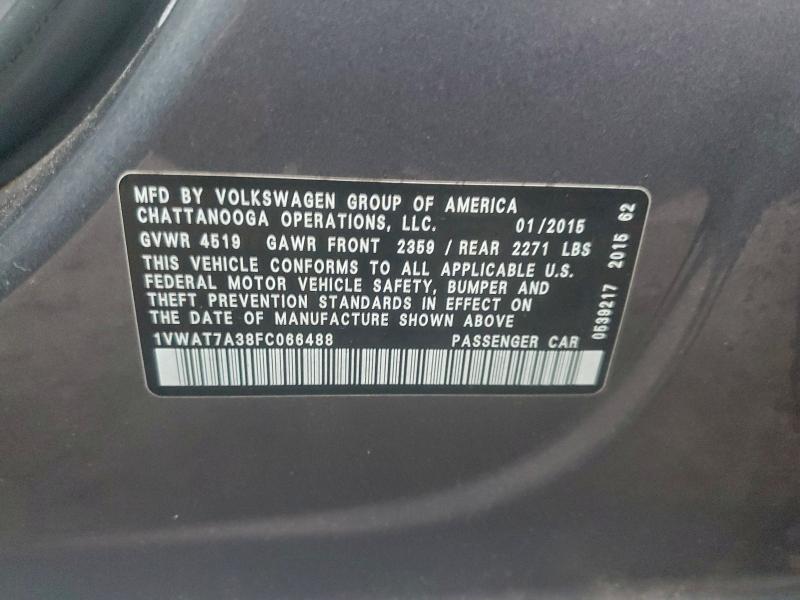 MFD BY VOLKSWAGEN GROUP OF AMERICA
CHATTANOOGA OPERATIONS, LLC. 01/2015
GVWR 4519 GAWR FRONT 2359 / REAR 2271 LBS
THIS VEHICLE CONFORMS TO ALL APPLICABLE U.S.
FEDERAL MOTOR VEHICLE SAFETY, BUMPER AND
THEFT PREVENTION STANDARDS IN EFFECT ON
THE DATE OF MANUFACTURE SHOWN ABOVE
1VWAT7A38FC066488 PASSENGER CAR
0539217 2015 62